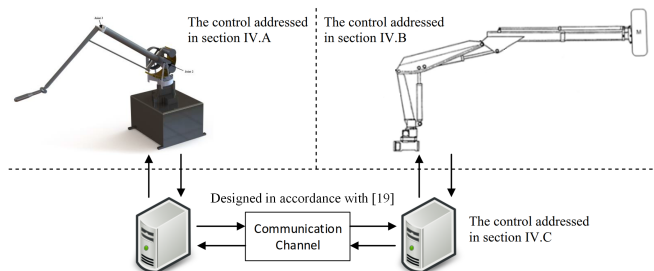 The control addressed
in section IV.A
The control addressed
in section IV.B
M
Designed in accordance with [19]
Communication
Channel
The control addressed
in section IV.C